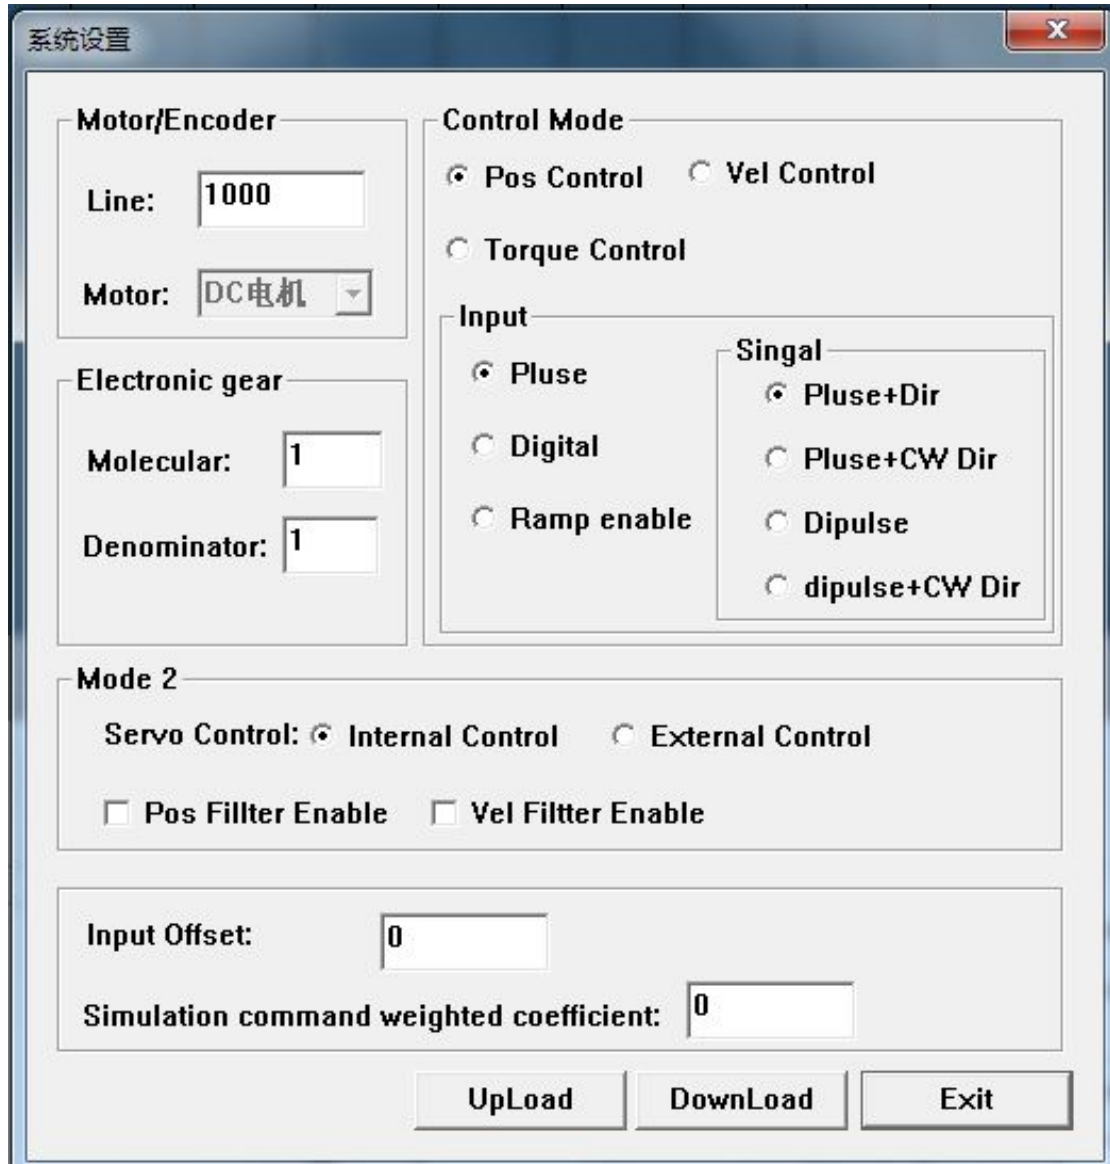 系统设置
X
Motor/Encoder
Line: 1000
Motor: DC电机
Electronic gear
Molecular: 1
Denominator: 1
Control Mode
Pos Control Vel Control
Torque Control
Input
Pluse
Digital
Ramp enable
Singal
Pluse+Dir
Pluse+CW Dir
Dipulse
dipulse+CW Dir
Mode 2
Servo Control: Internal Control External Control
Pos Fillter Enable Vel Filtter Enable
Input Offset: 0
Simulation command weighted coefficient: 0
UpLoad DownLoad Exit